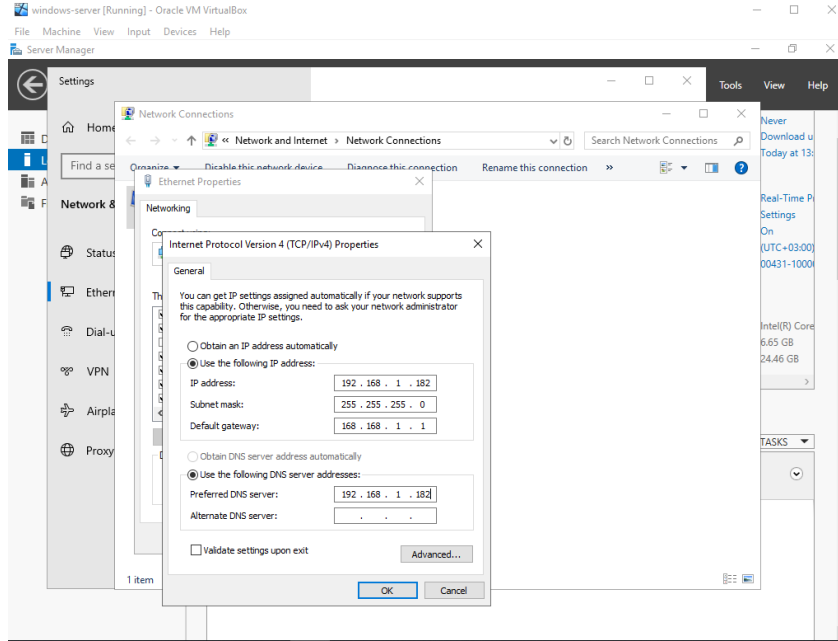 windows-server [Running] - Oracle VM VirtualBox
File Machine View Input Devices Help
Server Manager
Tools View Help
Settings
Home
Find a se
Network &
Status
Ethern
Dial-u
VPN
Airpla
Proxy
Network Connections
« Network and Internet › Network Connections
Search Network Connections
Organize Disable this network device Diagnose this connection Rename this connection »
Ethernet Properties
Networking
Internet Protocol Version 4 (TCP/IPv4) Properties
General
You can get IP settings assigned automatically if your network supports
this capability. Otherwise, you need to ask your network administrator
for the appropriate IP settings.
Obtain an IP address automatically
Use the following IP address:
IP address: 192 . 168 . 1 . 182
Subnet mask: 255 . 255 . 255 . 0
Default gateway: 168 . 168 . 1 . 1
Obtain DNS server address automatically
Use the following DNS server addresses:
Preferred DNS server: 192 . 168 . 1 . 182
Alternate DNS server: . . .
Validate settings upon exit
Advanced...
OK Cancel
1 item
Never
Download u
Today at 13:
Real-Time Pr
Settings
On
(UTC+03:00)
00431-1000
Intel(R) Core
6.65 GB
24.46 GB
TASKS